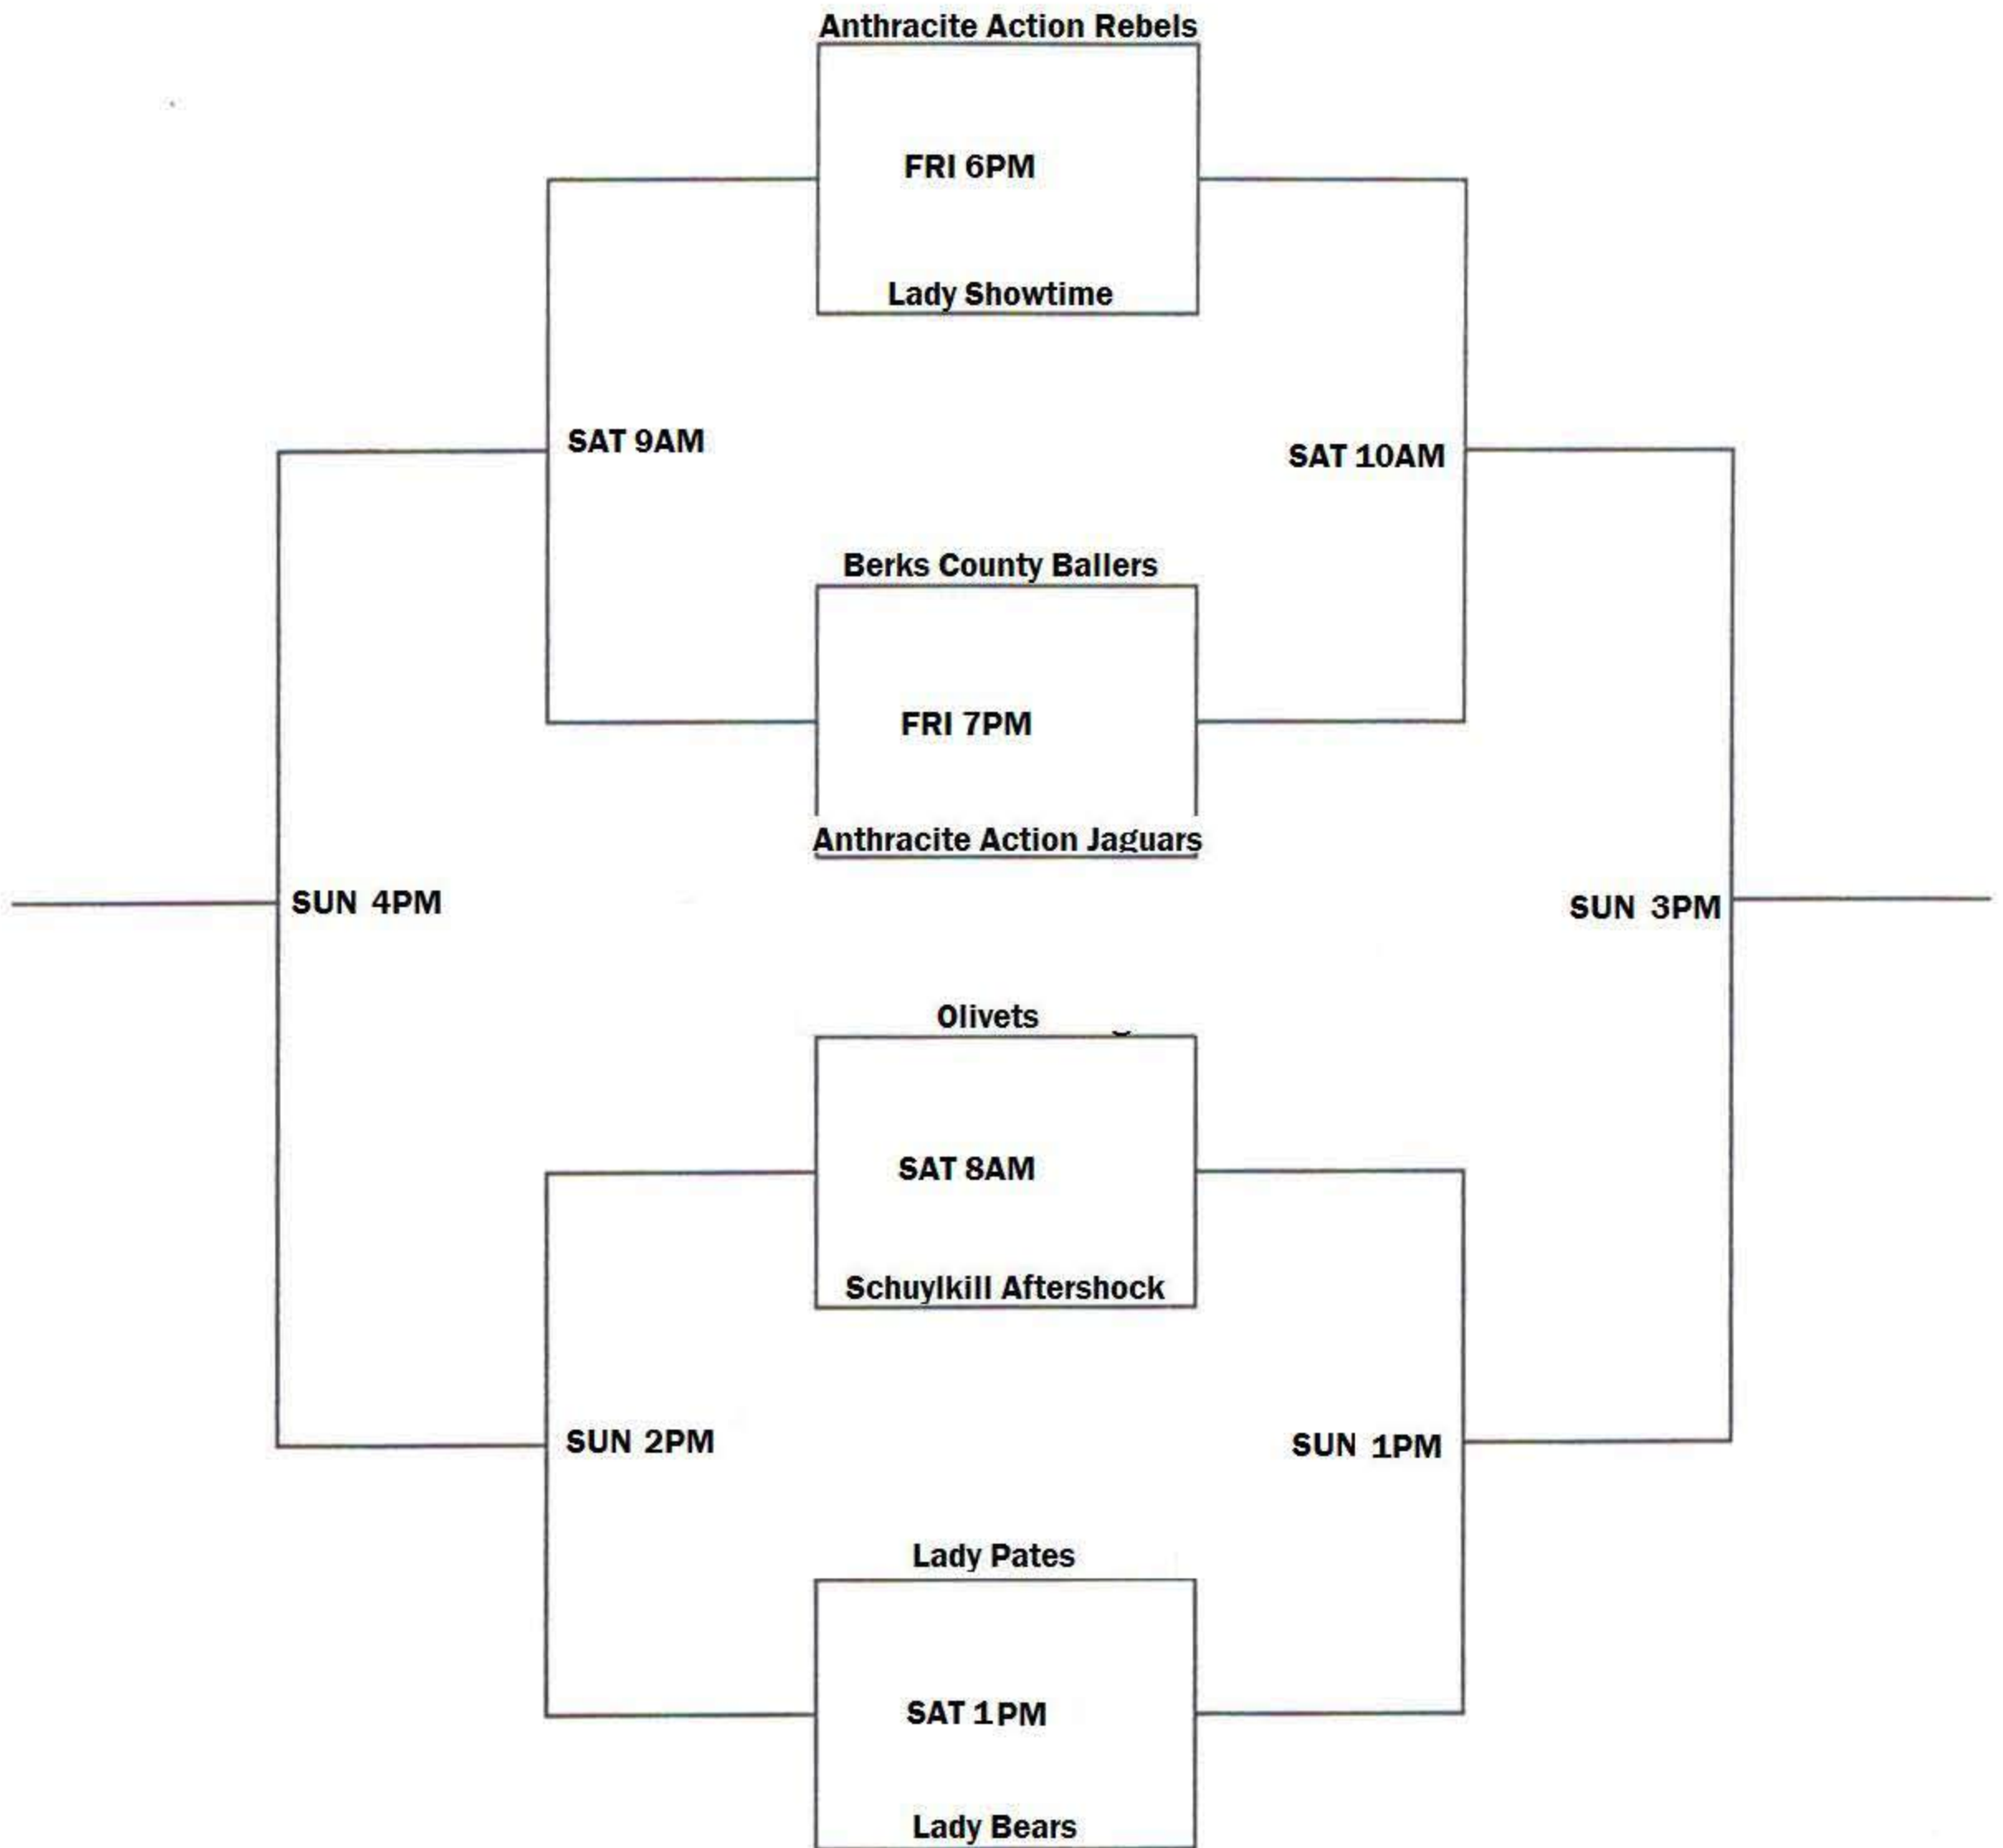 Anthracite Action Rebels
FRI 6PM
Lady Showtime
SAT 9AM
SAT 10AM
Berks County Ballers
FRI 7PM
Anthracite Action Jaguars
SUN 4PM
SUN 3PM
Olivets
SAT 8AM
Schuylkill Aftershock
SUN 2PM
SUN 1PM
Lady Pates
SAT 1PM
Lady Bears